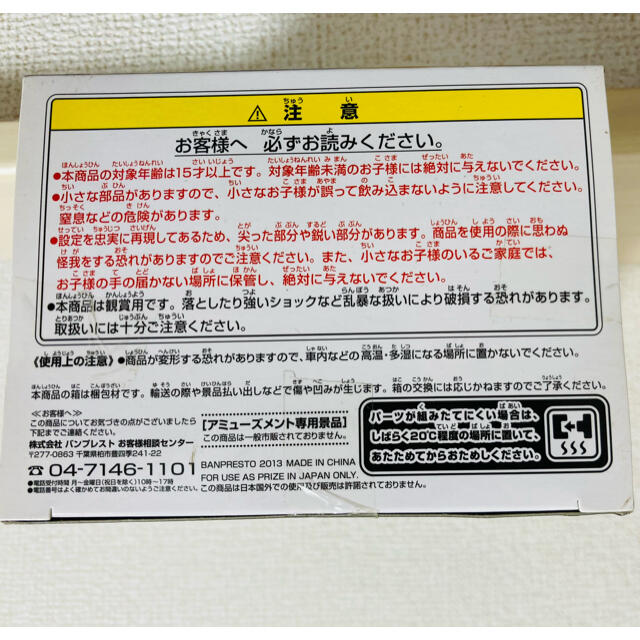 ⚠ 注意
お客様へ 必ずお読みください。
●本商品の対象年齢は15才以上です。対象年齢未満のお子様には絶対に与えないでください。
●小さな部品がありますので、小さなお子様が誤って飲み込まないように注意してください。
窒息などの危険があります。
●設定を忠実に再現してあるため、尖った部分や鋭い部分があります。商品を使用の際に思わぬ
怪我をする恐れがありますのでご注意ください。また、小さなお子様のいるご家庭では、
お子様の手の届かない場所に保管し、絶対に与えないでください。
●本商品は観賞用です。落としたり強いショックなど乱暴な扱いにより破損する恐れがあります。
取扱いには十分ご注意ください。
《使用上の注意》●商品が変形する恐れがありますので、車内などの高温・多湿になる場所に置かないでください。
本商品の箱は梱包材です。輸送の際や景品払い出しなどで傷や凹みが生じます。箱の交換には応じかねますのでご了承ください。
≪お客様へ≫
この商品についてお気づきの点がございましたら
下記までご連絡ください。
株式会社 バンプレスト お客様相談センター
〒277-0863 千葉県柏市豊四季241-22
☎04-7146-1101
●電話受付時間 月〜金曜日(祝日を除く)10時〜17時
●電話番号はよく確かめてお間違いのないようにご注意ください。
[アミューズメント専用景品]
この商品は一般市販されておりません。
BANPRESTO 2013 MADE IN CHINA
FOR USE AS PRIZE IN JAPAN ONLY.
この商品は日本国外での使用及び販売は許諾されておりません。
パーツが組みたてにくい場合は、
しばらく20℃程度の場所に置いて、
あたためてからおためしください。